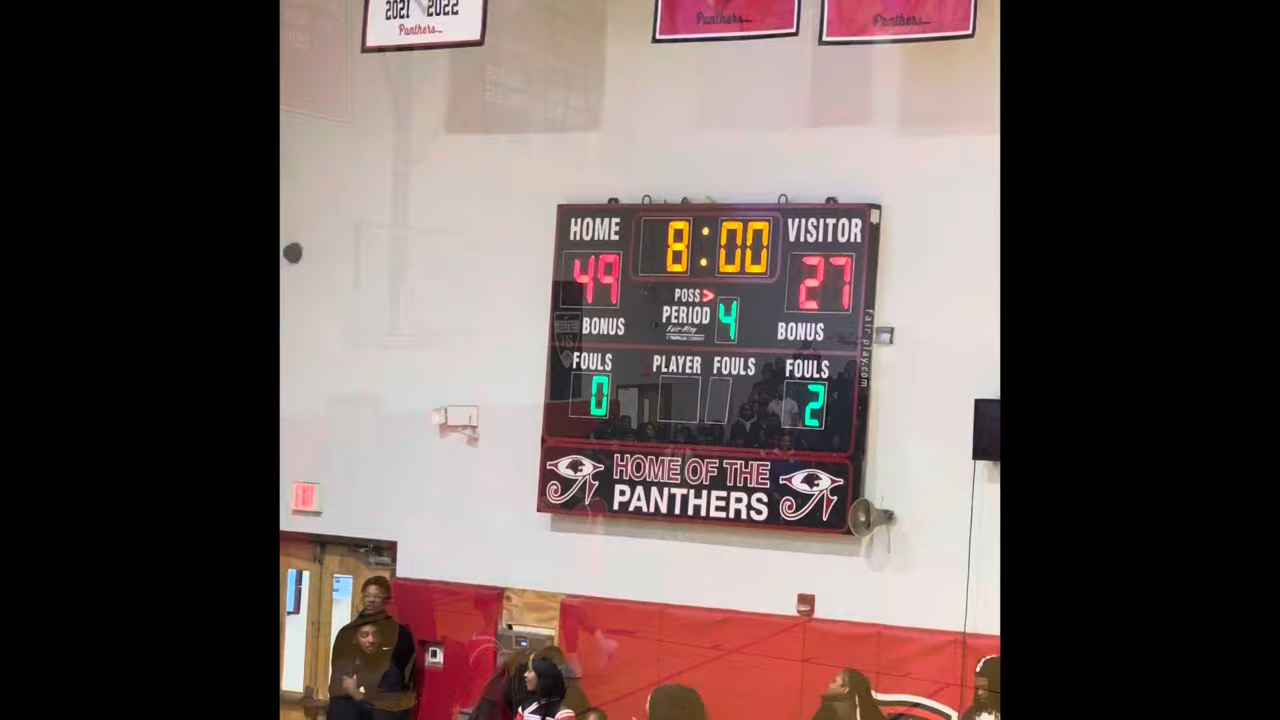 2021 2022
Panthers
Panthers
Panthers
HOME
8:00
VISITOR
49
27
POSS >
PERIOD 4
Fair-Play
BONUS
BONUS
fair-play.com
FOULS
PLAYER FOULS
FOULS
0
2
HOME OF THE
PANTHERS